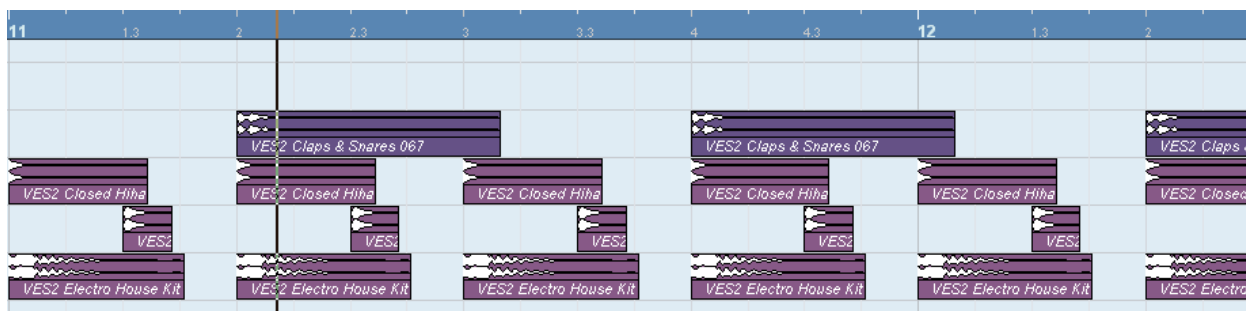 11 1.3 2 2.3 3 3.3 4 4.3 12 1.3 2
VES2 Claps & Snares 067 VES2 Claps & Snares 067 VES2 Claps &
VES2 Closed Hiha VES2 Closed Hiha VES2 Closed Hiha VES2 Closed Hiha VES2 Closed Hiha VES2 Closed
VES2 VES2 VES2 VES2 VES2
VES2 Electro House Kit VES2 Electro House Kit VES2 Electro House Kit VES2 Electro House Kit VES2 Electro House Kit VES2 Electro